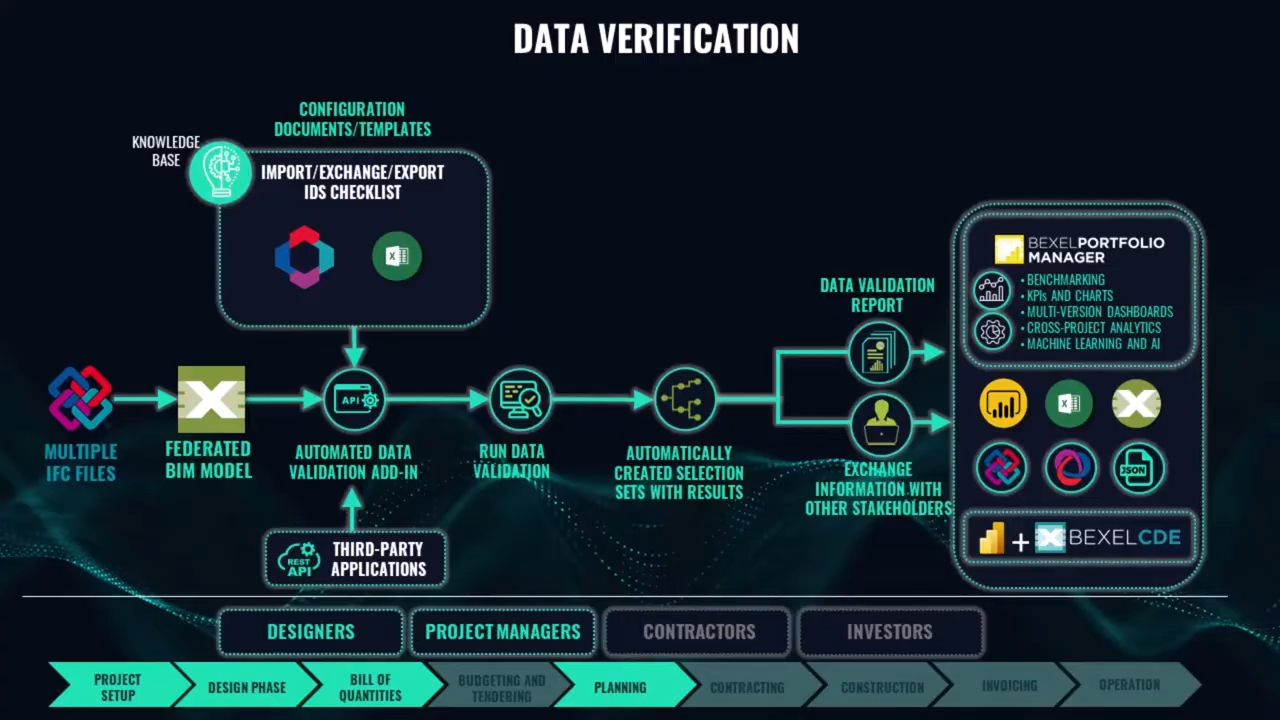 DATA VERIFICATION
CONFIGURATION
DOCUMENTS/TEMPLATES
KNOWLEDGE
BASE
IMPORT/EXCHANGE/EXPORT
IDS CHECKLIST
MULTIPLE
IFC FILES
FEDERATED
BIM MODEL
API
AUTOMATED DATA
VALIDATION ADD-IN
REST
API
THIRD-PARTY
APPLICATIONS
RUN DATA
VALIDATION
AUTOMATICALLY
CREATED SELECTION
SETS WITH RESULTS
DATA VALIDATION
REPORT
EXCHANGE
INFORMATION WITH
OTHER STAKEHOLDERS
BEXELPORTFOLIO
MANAGER
• BENCHMARKING
• KPIs AND CHARTS
• MULTI-VERSION DASHBOARDS
• CROSS-PROJECT ANALYTICS
• MACHINE LEARNING AND AI
JSON
+ BEXELCDE
DESIGNERS
PROJECT MANAGERS
CONTRACTORS
INVESTORS
PROJECT
SETUP
DESIGN PHASE
BILL OF
QUANTITIES
BUDGETING AND
TENDERING
PLANNING
CONTRACTING
CONSTRUCTION
INVOICING
OPERATION